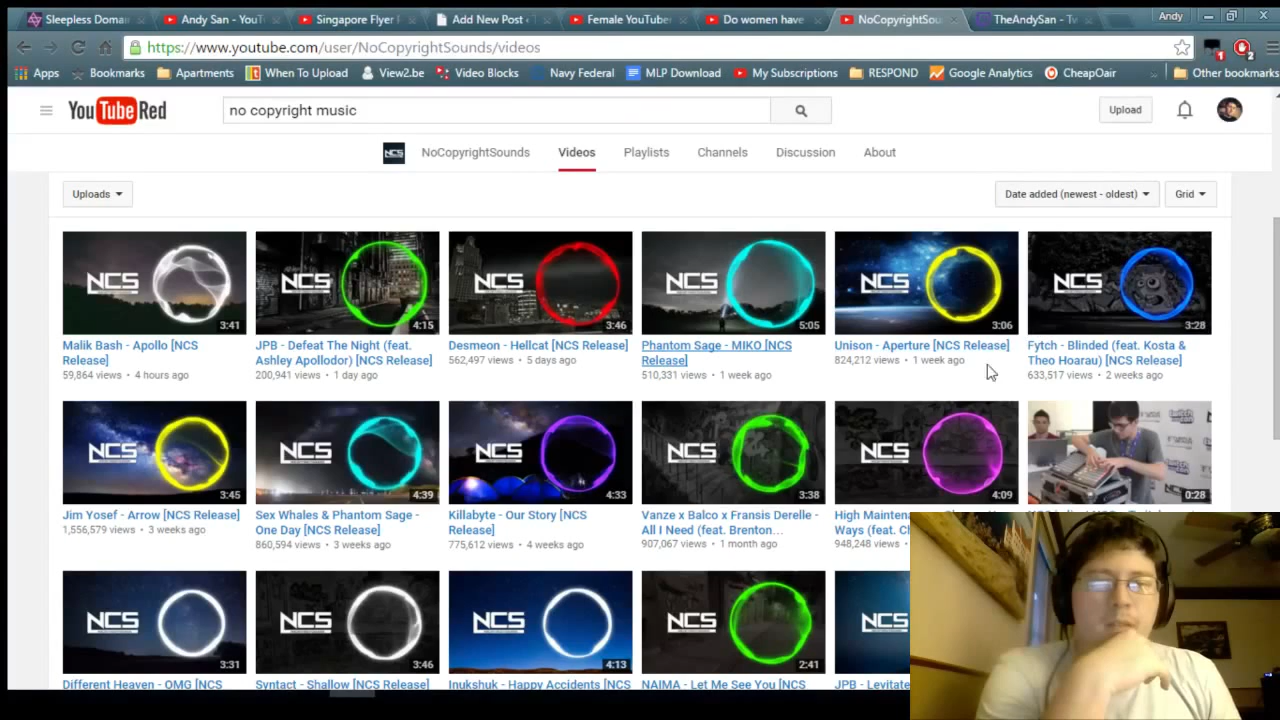 Sleepless Domai
Andy San - YouT
Singapore Flyer F
Add New Post ‹
Female YouTuber
Do women have
NoCopyrightSou
TheAndySan - Tw
Andy
https://www.youtube.com/user/NoCopyrightSounds/videos
1
2
Apps
Bookmarks
Apartments
When To Upload
View2.be
Video Blocks
Navy Federal
MLP Download
My Subscriptions
RESPOND
Google Analytics
CheapOair
»
Other bookmarks
YouTube Red
no copyright music
Upload
NCS
NoCopyrightSounds
Videos
Playlists
Channels
Discussion
About
Uploads
Date added (newest - oldest)
Grid
NCS
3:41
NCS
4:15
NCS
3:46
NCS
5:05
NCS
3:06
NCS
3:28
Malik Bash - Apollo [NCS
Release]
59,864 views • 4 hours ago
JPB - Defeat The Night (feat.
Ashley Apollodor) [NCS Release]
200,941 views • 1 day ago
Desmeon - Hellcat [NCS Release]
562,497 views • 5 days ago
Phantom Sage - MIKO [NCS
Release]
510,331 views • 1 week ago
Unison - Aperture [NCS Release]
824,212 views • 1 week ago
Fytch - Blinded (feat. Kosta &
Theo Hoarau) [NCS Release]
633,517 views • 2 weeks ago
NCS
3:45
NCS
4:39
NCS
4:33
NCS
3:38
NCS
4:09
0:28
Jim Yosef - Arrow [NCS Release]
1,556,579 views • 3 weeks ago
Sex Whales & Phantom Sage -
One Day [NCS Release]
860,594 views • 3 weeks ago
Killabyte - Our Story [NCS
Release]
775,612 views • 4 weeks ago
Vanze x Balco x Fransis Derelle -
All I Need (feat. Brenton...
907,067 views • 1 month ago
High Maintena
Ways (feat. Ch
948,248 views
NCS
3:31
NCS
3:46
NCS
4:13
NCS
2:41
NCS
Different Heaven - OMG [NCS
Syntact - Shallow [NCS Release]
Inukshuk - Happy Accidents [NCS
NAIMA - Let Me See You [NCS
JPB - Levitate